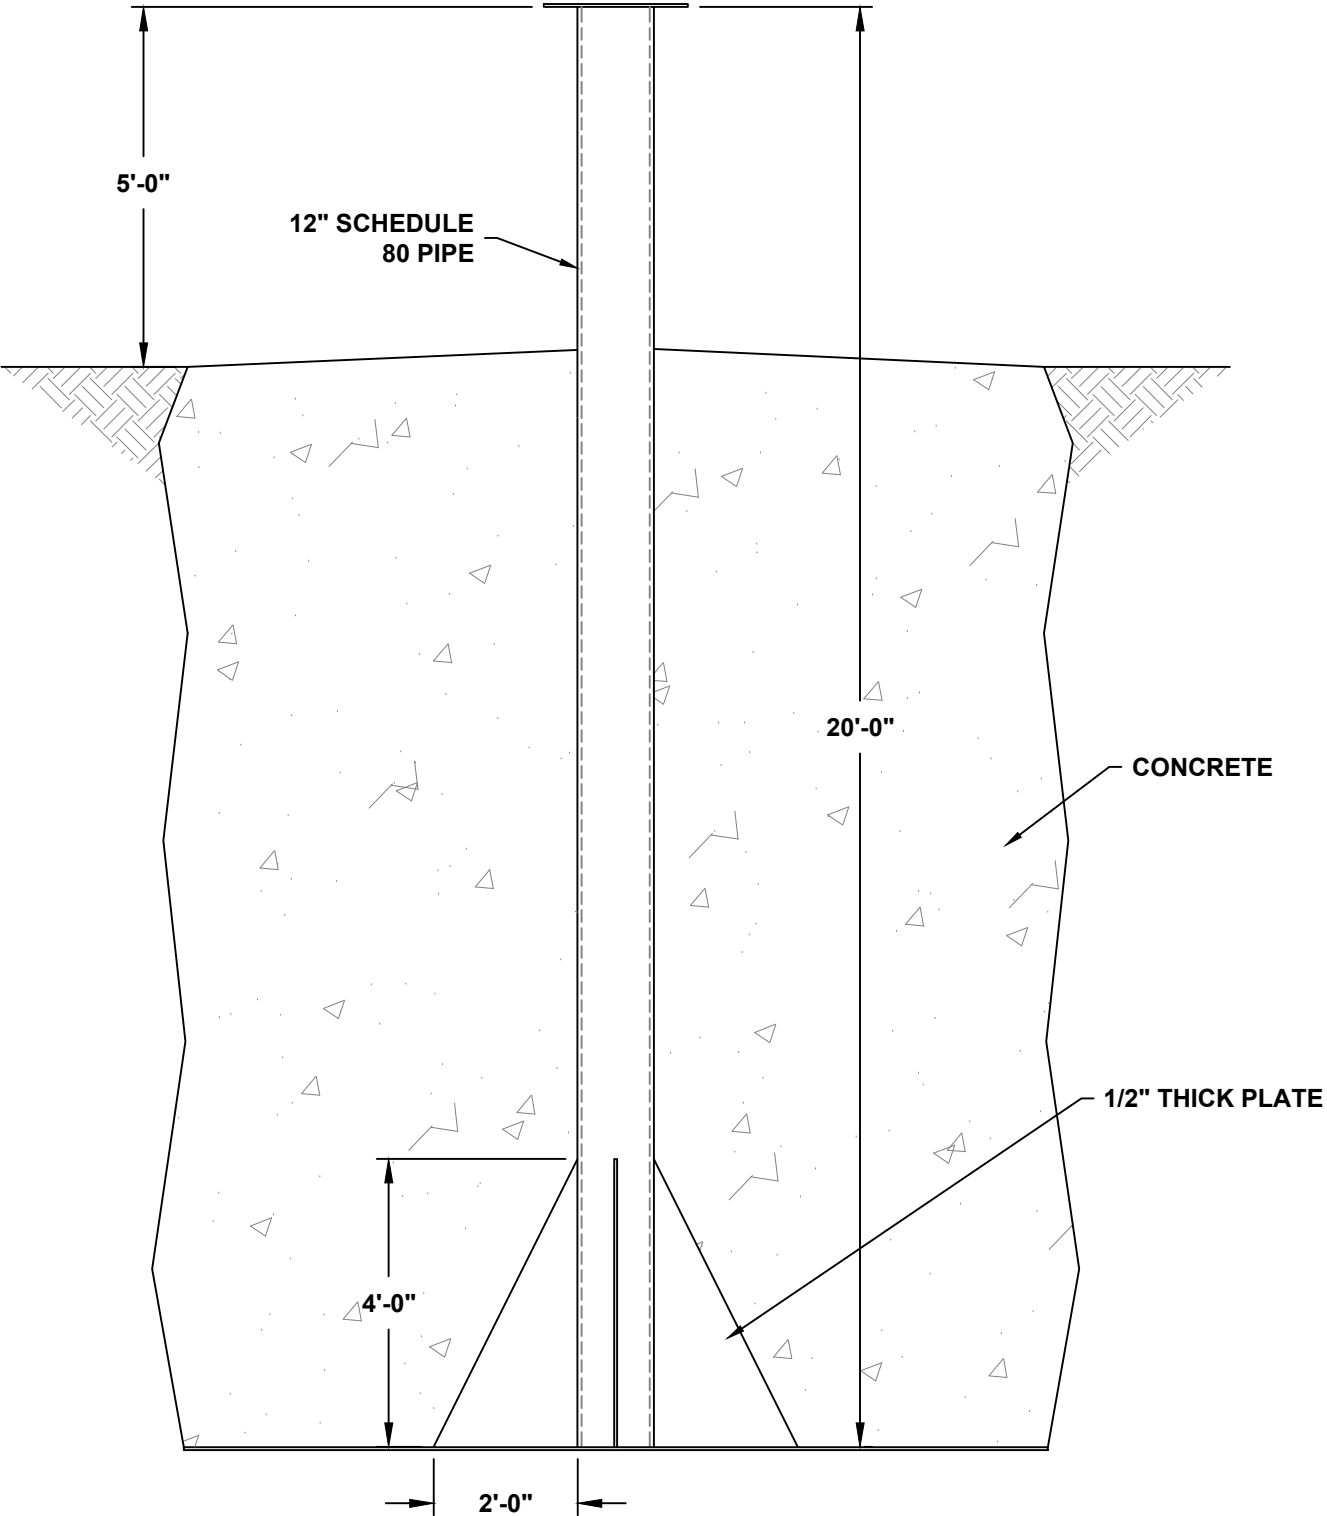 5'-0"
12" SCHEDULE
80 PIPE
20'-0"
CONCRETE
1/2" THICK PLATE
4'-0"
2'-0"